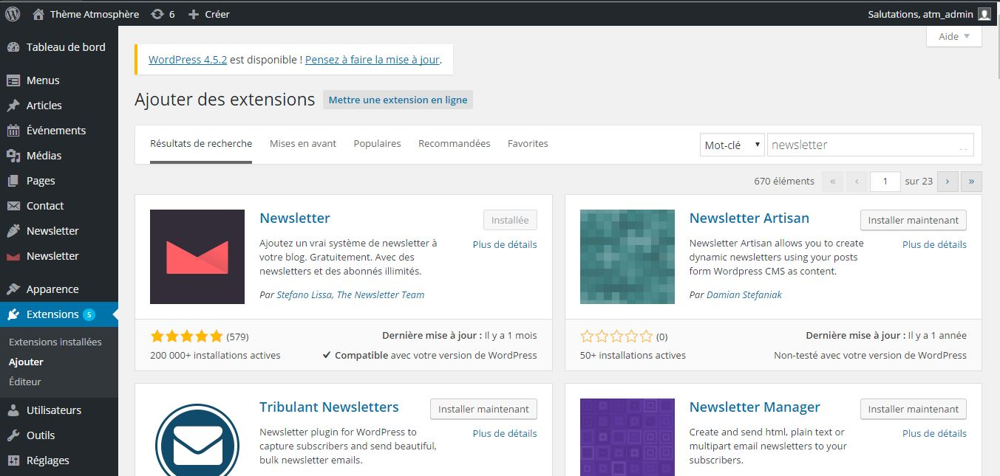 Thème Atmosphère 6 Créer Salutations, atm_admin
Aide
Tableau de bord
Menus
Articles
Événements
Médias
Pages
Contact
Newsletter
Newsletter
Apparence
Extensions 5
Extensions installées
Ajouter
Éditeur
Utilisateurs
Outils
Réglages
WordPress 4.5.2 est disponible ! Pensez à faire la mise à jour.
Ajouter des extensions Mettre une extension en ligne
Résultats de recherche Mises en avant Populaires Recommandées Favorites Mot-clé newsletter
670 éléments « ‹ 1 sur 23 › »
Newsletter Installée
Plus de détails
Ajoutez un vrai système de newsletter à
votre blog. Gratuitement. Avec des
newsletters et des abonnés illimités.
Par Stefano Lissa, The Newsletter Team
(579) Dernière mise à jour : Il y a 1 mois
200 000+ installations actives Compatible avec votre version de WordPress
Newsletter Artisan Installer maintenant
Plus de détails
Newsletter Artisan allows you to create
dynamic newsletters using your posts
form Wordpress CMS as content.
Par Damian Stefaniak
(0) Dernière mise à jour : Il y a 1 année
50+ installations actives Non-testé avec votre version de WordPress
Tribulant Newsletters Installer maintenant
Plus de détails
Newsletter plugin for WordPress to
capture subscribers and send beautiful,
bulk newsletter emails.
Newsletter Manager Installer maintenant
Plus de détails
Create and send html, plain text or
multipart email newsletters to your
subscribers.